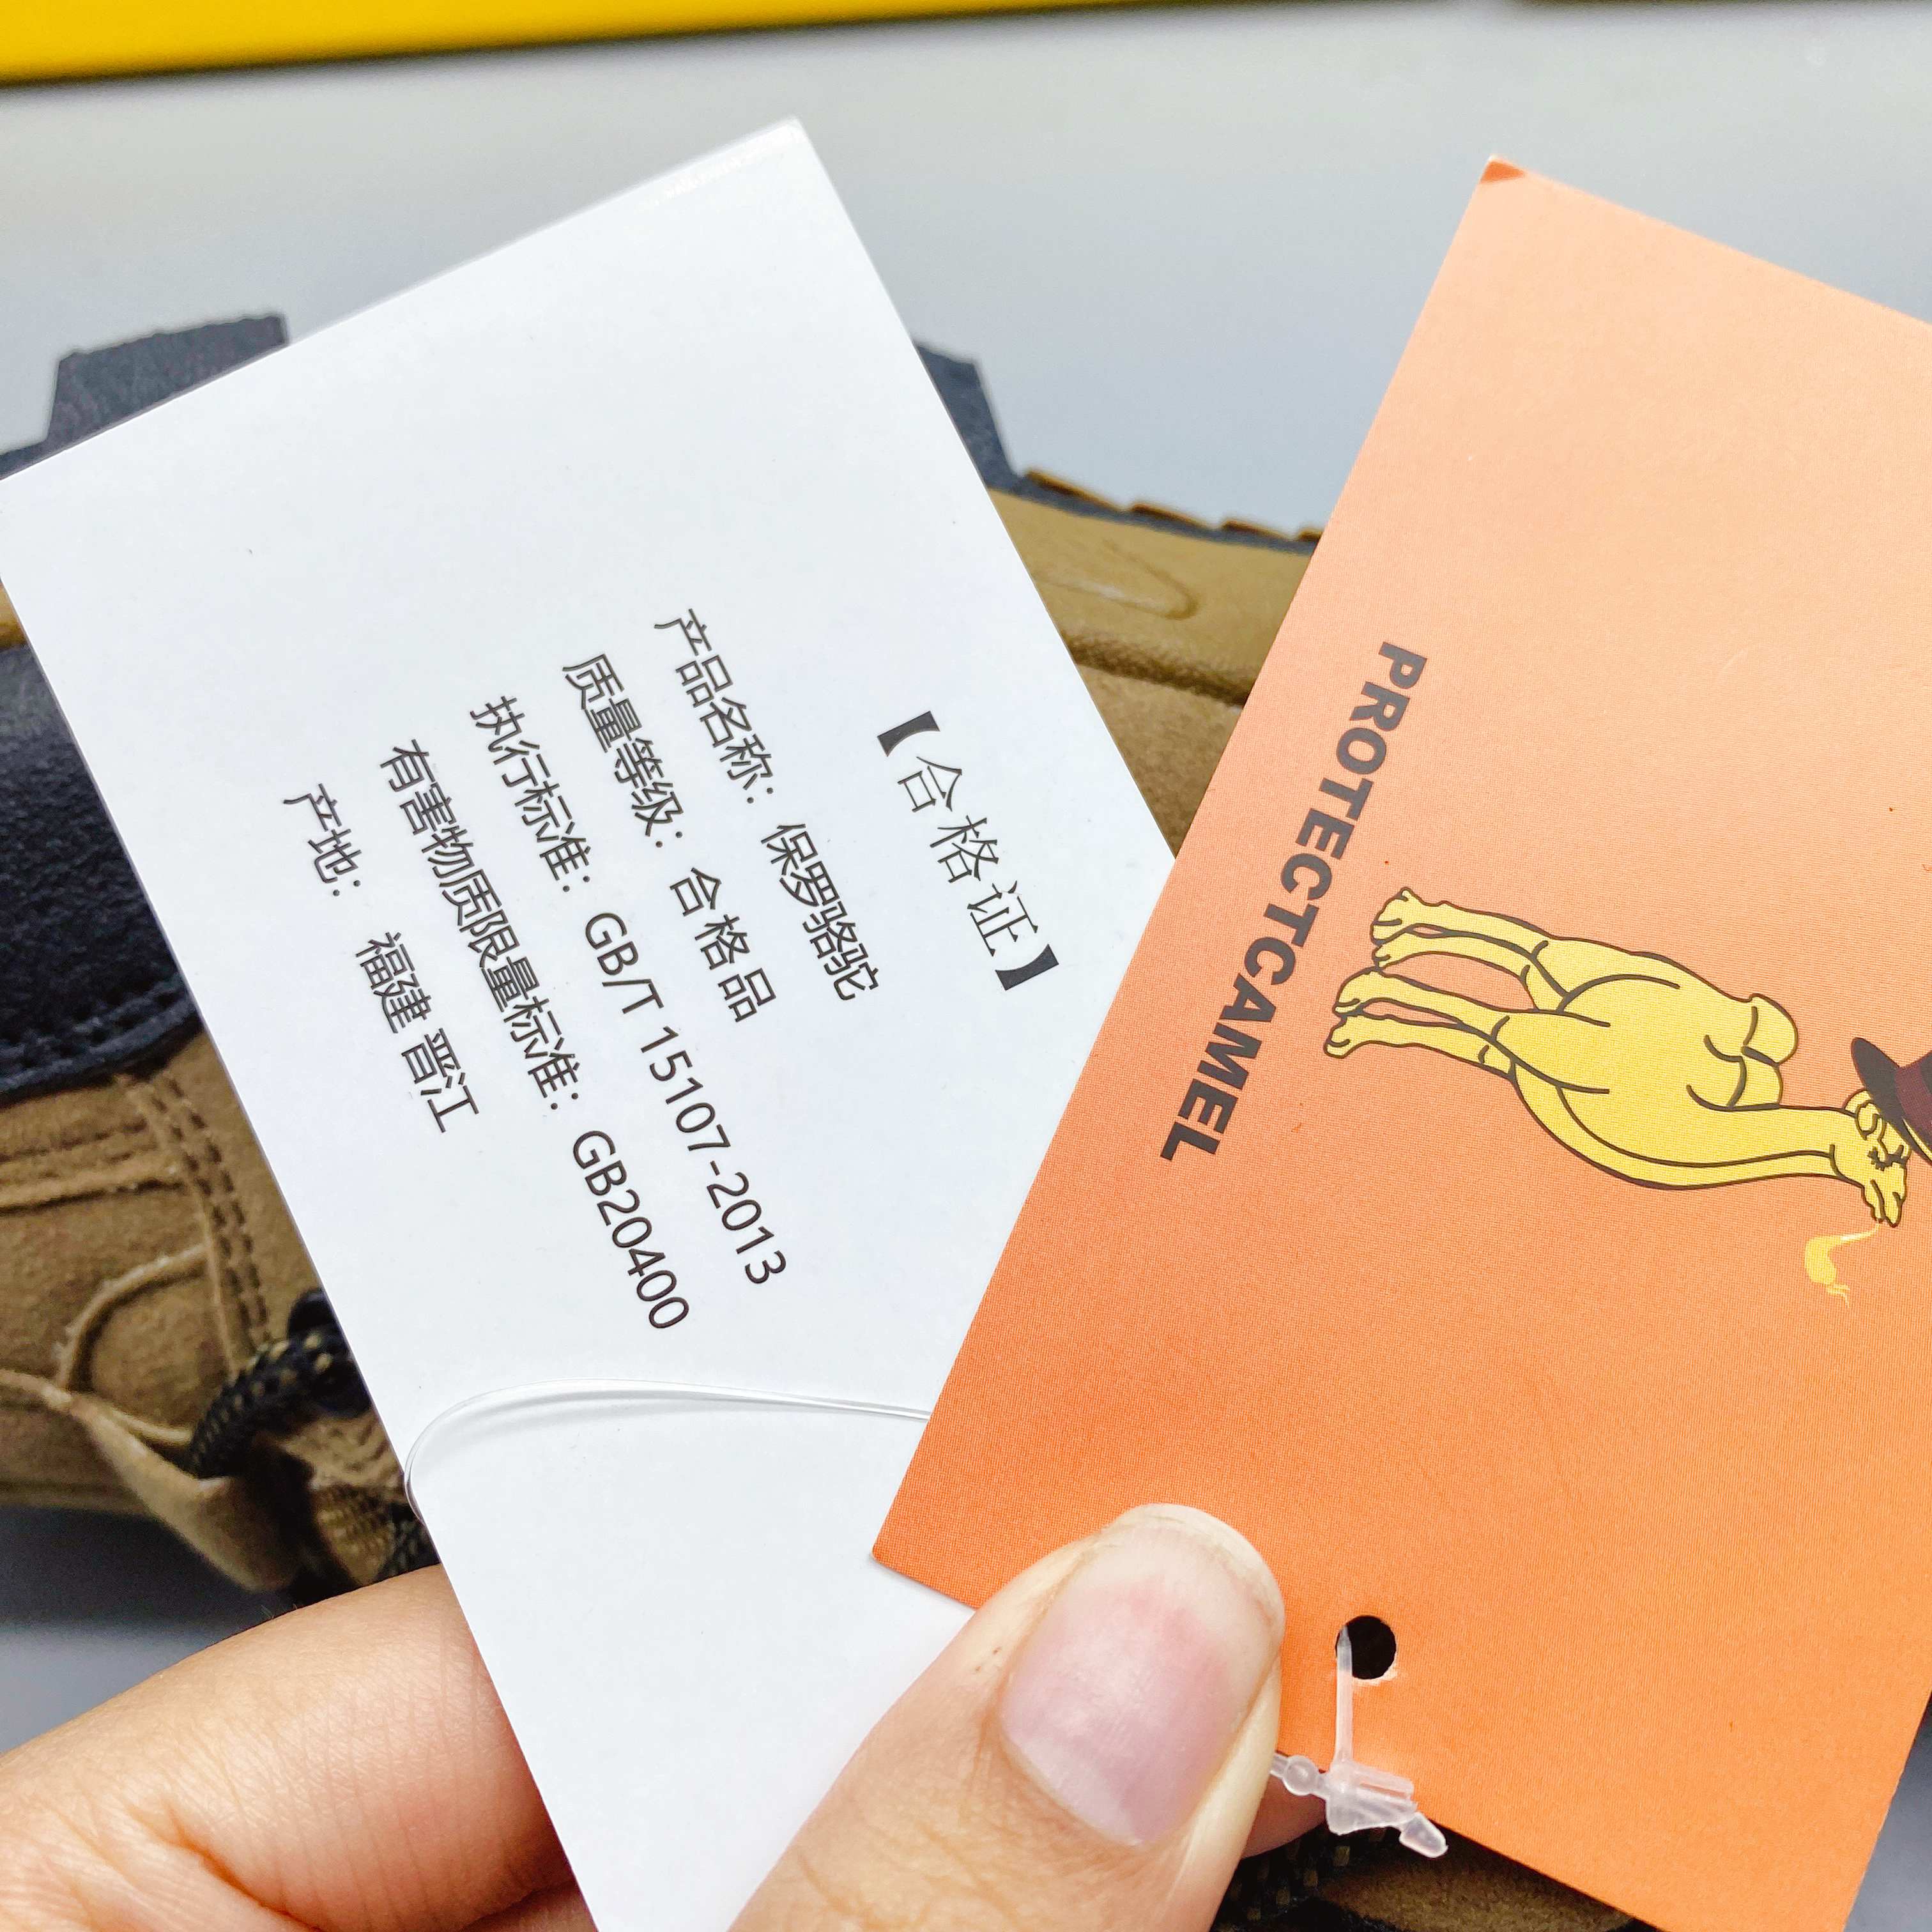 【合格证】
产品名称：保罗骆驼
质量等级：合格品
执行标准：GB/T 15107-2013
有害物质限量标准：GB20400
产地：福建 晋江
PROTECTCAMEL